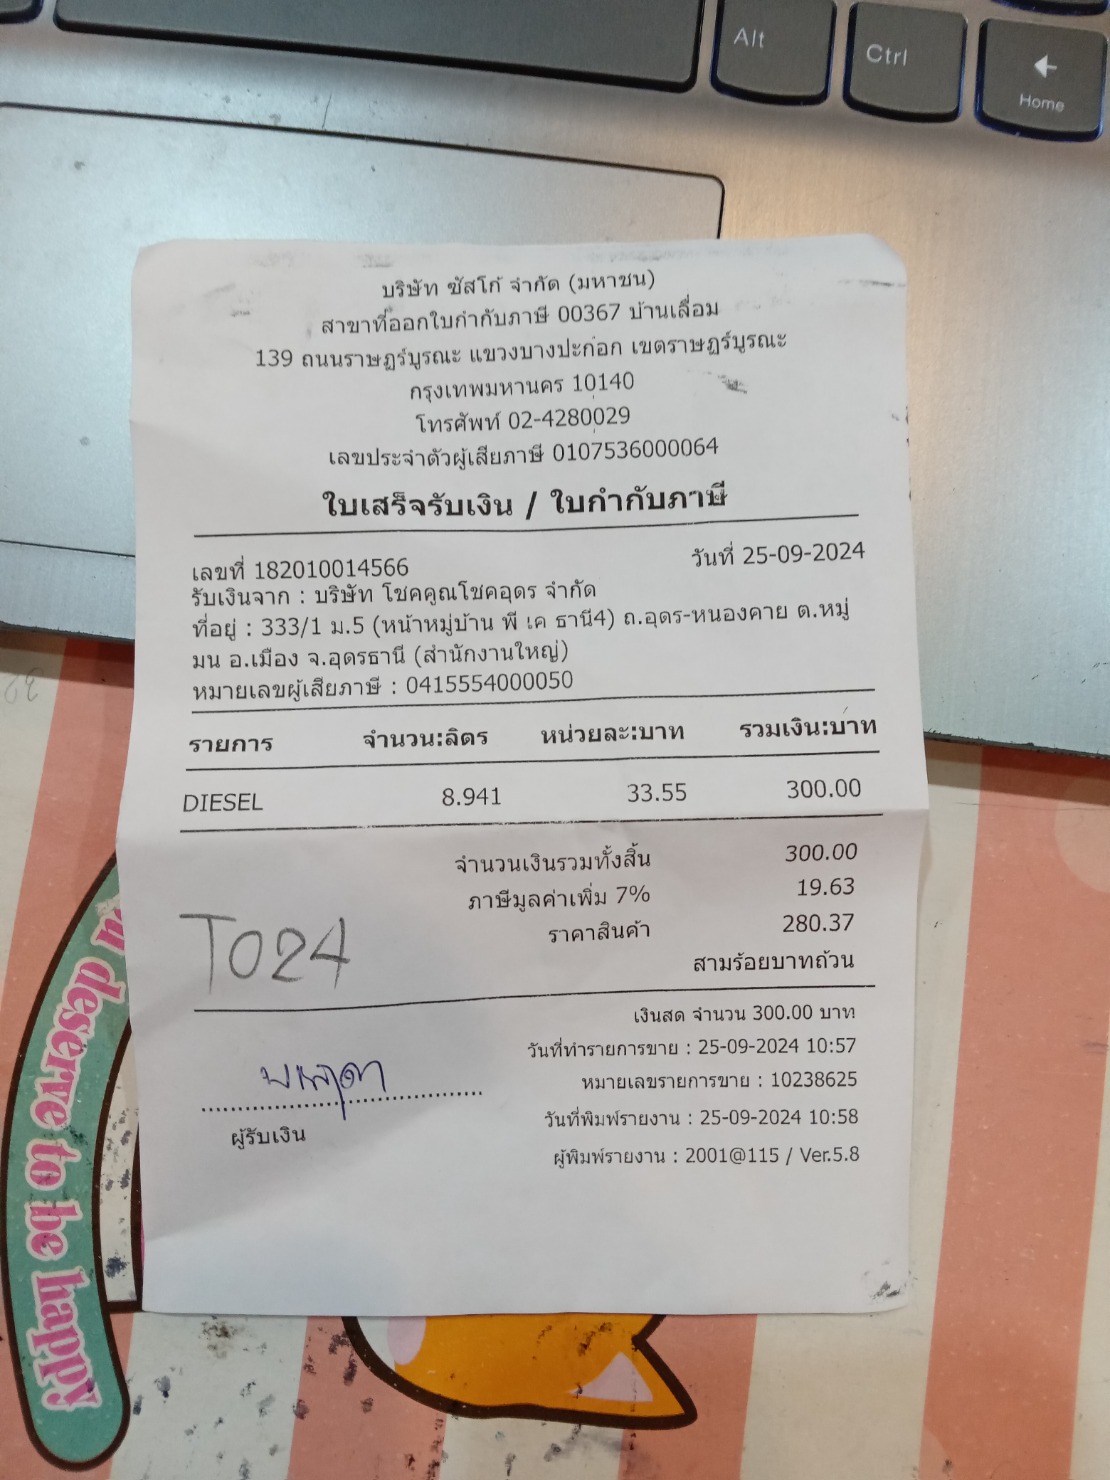 Alt
Ctrl
Home
บริษัท ซัสโก้ จำกัด (มหาชน)
สาขาที่ออกใบกำกับภาษี 00367 บ้านเลื่อม
139 ถนนราษฎร์บูรณะ แขวงบางปะกอก เขตราษฎร์บูรณะ
กรุงเทพมหานคร 10140
โทรศัพท์ 02-4280029
เลขประจำตัวผู้เสียภาษี 0107536000064
ใบเสร็จรับเงิน / ใบกำกับภาษี
เลขที่ 182010014566 วันที่ 25-09-2024
รับเงินจาก : บริษัท โชคคูณโชคอุดร จำกัด
ที่อยู่ : 333/1 ม.5 (หน้าหมู่บ้าน พี เค ธานี4) ถ.อุดร-หนองคาย ต.หมู่
มน อ.เมือง จ.อุดรธานี (สำนักงานใหญ่)
หมายเลขผู้เสียภาษี : 0415554000050
รายการ จำนวน:ลิตร หน่วยละ:บาท รวมเงิน:บาท
DIESEL 8.941 33.55 300.00
จำนวนเงินรวมทั้งสิ้น 300.00
ภาษีมูลค่าเพิ่ม 7% 19.63
ราคาสินค้า 280.37
T024
สามร้อยบาทถ้วน
เงินสด จำนวน 300.00 บาท
วันที่ทำรายการขาย : 25-09-2024 10:57
หมายเลขรายการขาย : 10238625
วันที่พิมพ์รายงาน : 25-09-2024 10:58
ผู้รับเงิน
ผู้พิมพ์รายงาน : 2001@115 / Ver.5.8
deserve to be happy